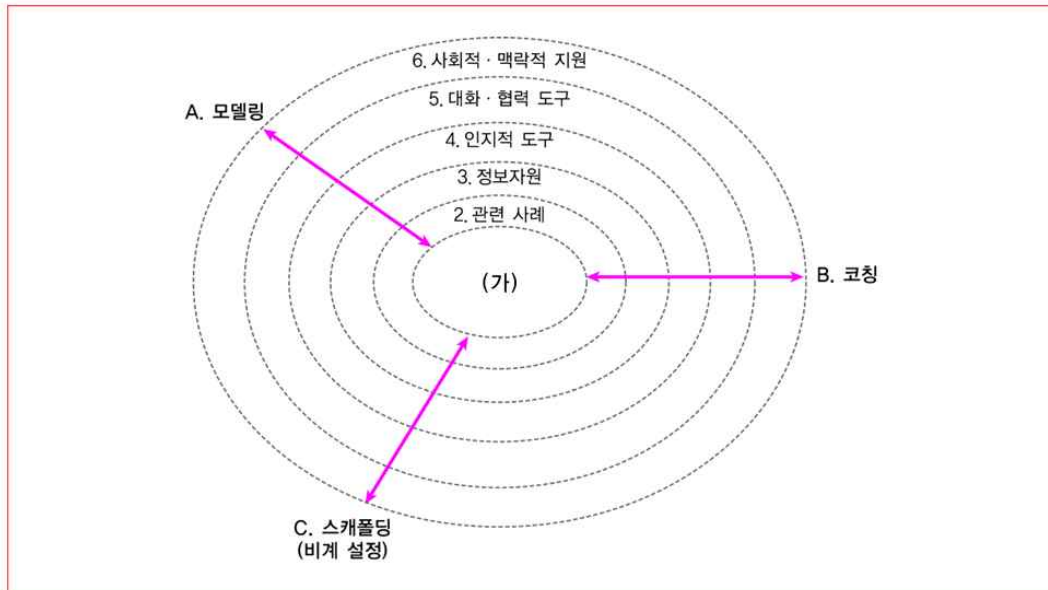 6. 사회적 · 맥락적 지원
5. 대화 · 협력 도구
A. 모델링
4. 인지적 도구
3. 정보자원
2. 관련 사례
(가)
B. 코칭
C. 스캐폴딩
(비계 설정)